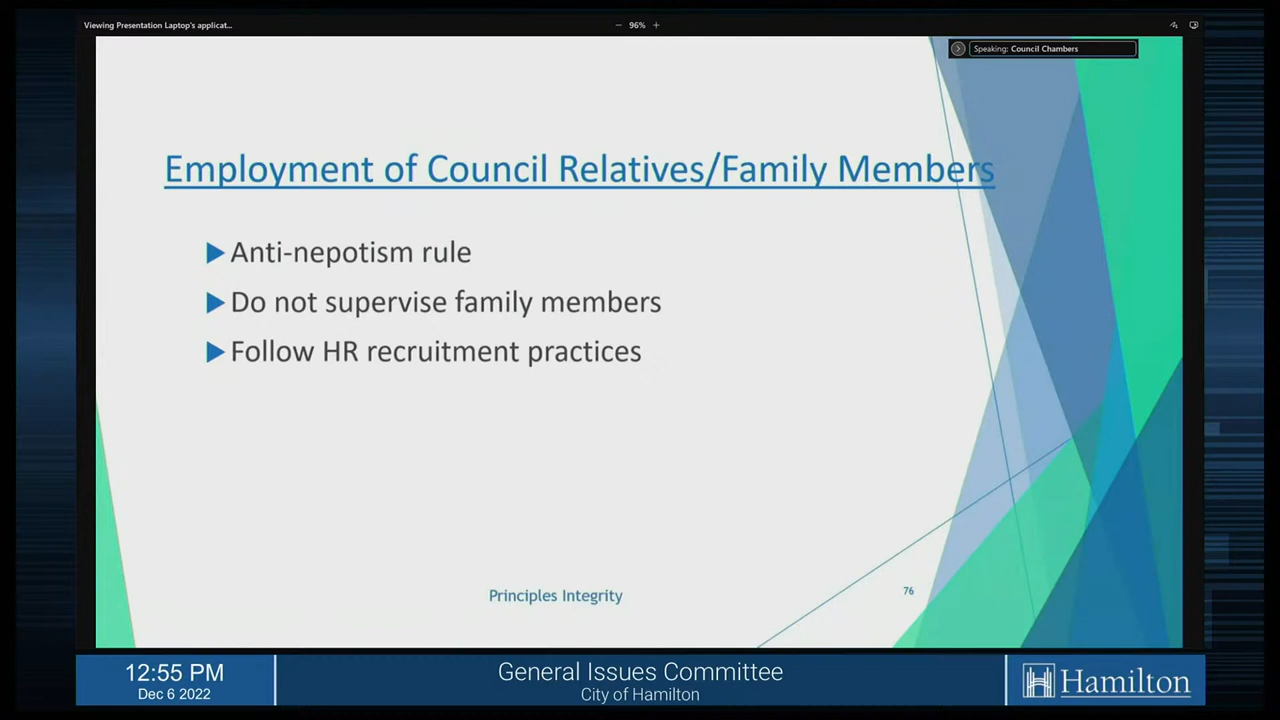 Viewing Presentation Laptop's applicat...
— 96% +
Speaking: Council Chambers
Employment of Council Relatives/Family Members
Anti-nepotism rule
Do not supervise family members
Follow HR recruitment practices
Principles Integrity
76
12:55 PM
Dec 6 2022
General Issues Committee
City of Hamilton
Hamilton